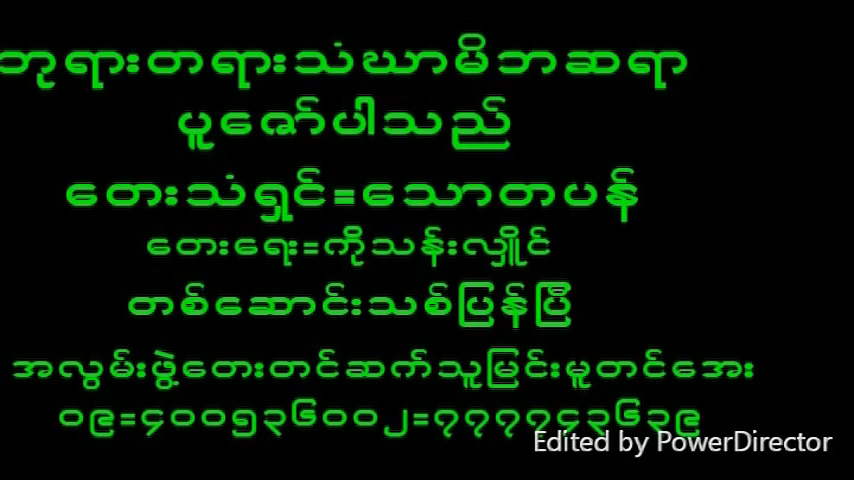 ဘုရားတရားသံဃာမိဘဆရာ
ပူဇော်ပါသည်
တေးသံရှင်=သောတပန်
တေးရေး=ကိုသန်းလှိူင်
တစ်ဆောင်းသစ်ပြန်ပြီ
အလွမ်းဖွဲ့တေးတင်ဆက်သူမြင်းမူတင်အေး
၀၉=၄၀၀၅၃၆၀၀၂=၇၇၇၇၄၃၆၃၉
Edited by PowerDirector